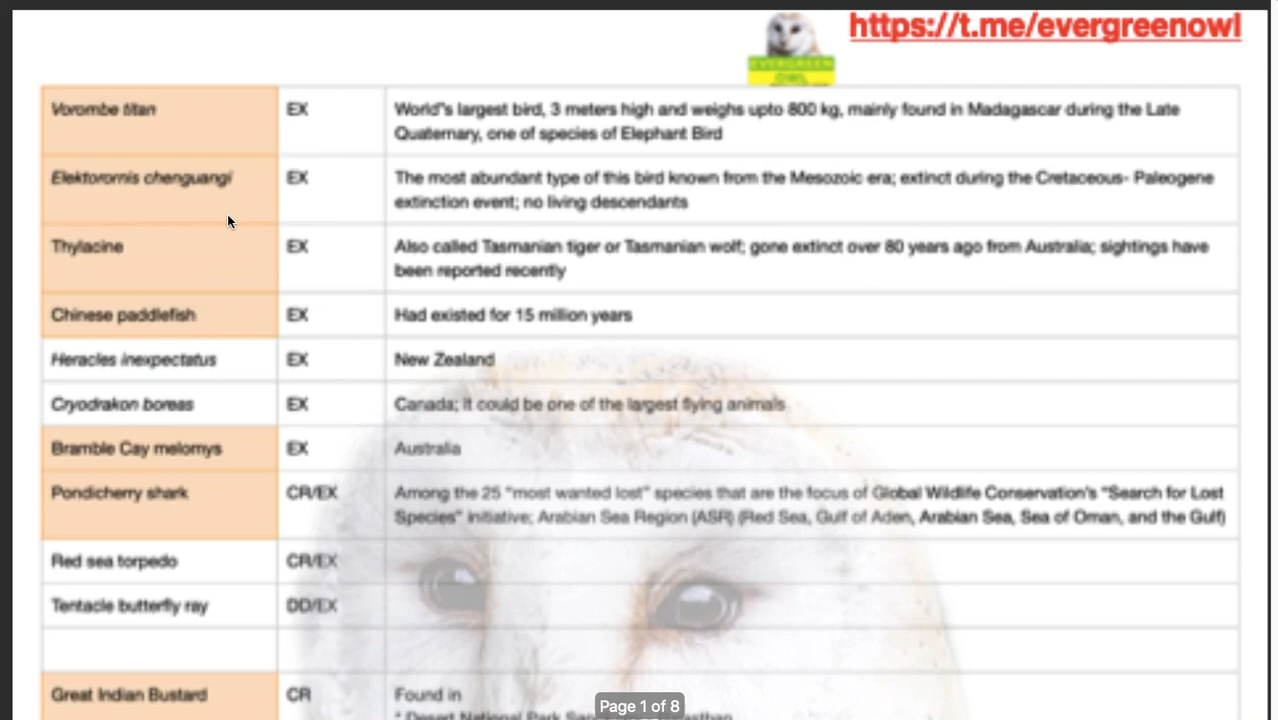 https://t.me/evergreenowl
EVERGREEN
OWL
Vorombe titan
EX
World"s largest bird, 3 meters high and weighs upto 800 kg, mainly found in Madagascar during the Late
Quaternary, one of species of Elephant Bird
Elektorornis chenguangi
EX
The most abundant type of this bird known from the Mesozoic era; extinct during the Cretaceous- Paleogene
extinction event; no living descendants
Thylacine
EX
Also called Tasmanian tiger or Tasmanian wolf; gone extinct over 80 years ago from Australia; sightings have
been reported recently
Chinese paddlefish
EX
Had existed for 15 million years
Heracles inexpectatus
EX
New Zealand
Cryodrakon boreas
EX
Canada; it could be one of the largest flying animals
Bramble Cay melomys
EX
Australia
Pondicherry shark
CR/EX
Among the 25 "most wanted lost" species that are the focus of Global Wildlife Conservation's "Search for Lost
Species" initiative; Arabian Sea Region (ASR) (Red Sea, Gulf of Aden, Arabian Sea, Sea of Oman, and the Gulf)
Red sea torpedo
CR/EX
Tentacle butterfly ray
DD/EX
Great Indian Bustard
CR
Found in
* Desert National Park
Page 1 of 8